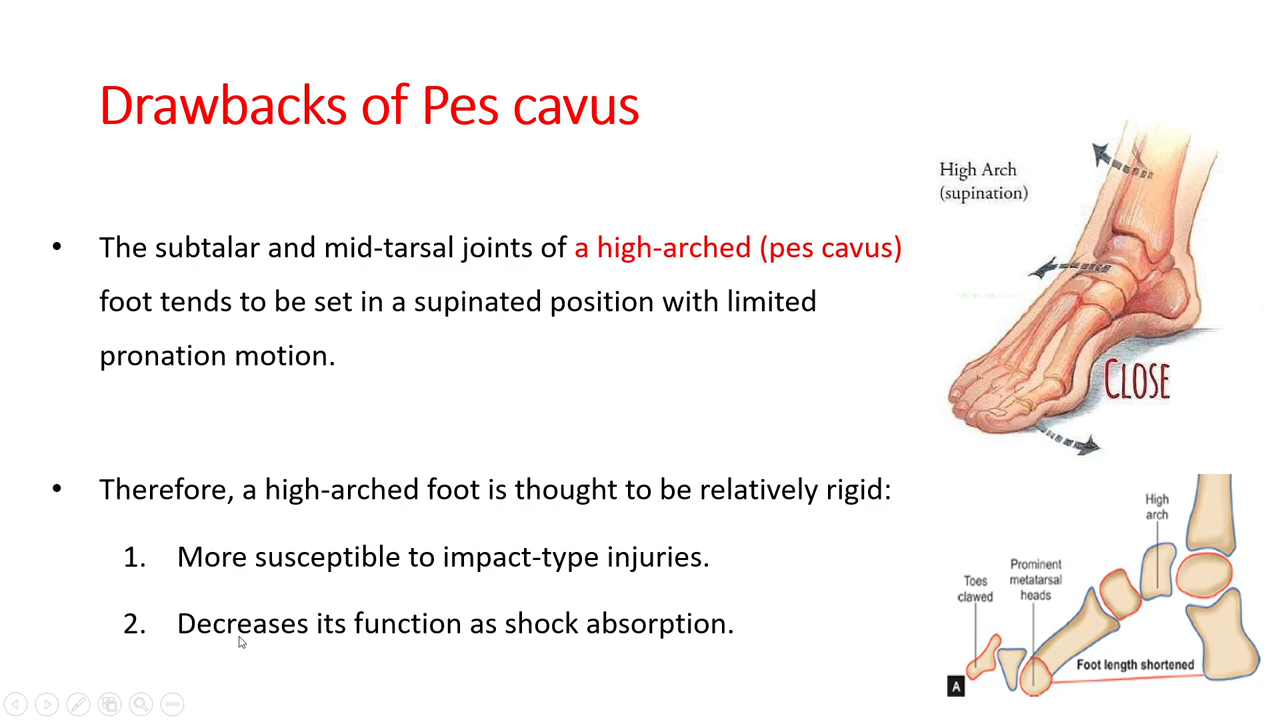 Drawbacks of Pes cavus
• The subtalar and mid-tarsal joints of a high-arched (pes cavus)
foot tends to be set in a supinated position with limited
pronation motion.
• Therefore, a high-arched foot is thought to be relatively rigid:
1. More susceptible to impact-type injuries.
2. Decreases its function as shock absorption.
High Arch
(supination)
CLOSE
High
arch
Prominent
metatarsal
heads
Toes
clawed
Foot length shortened
A